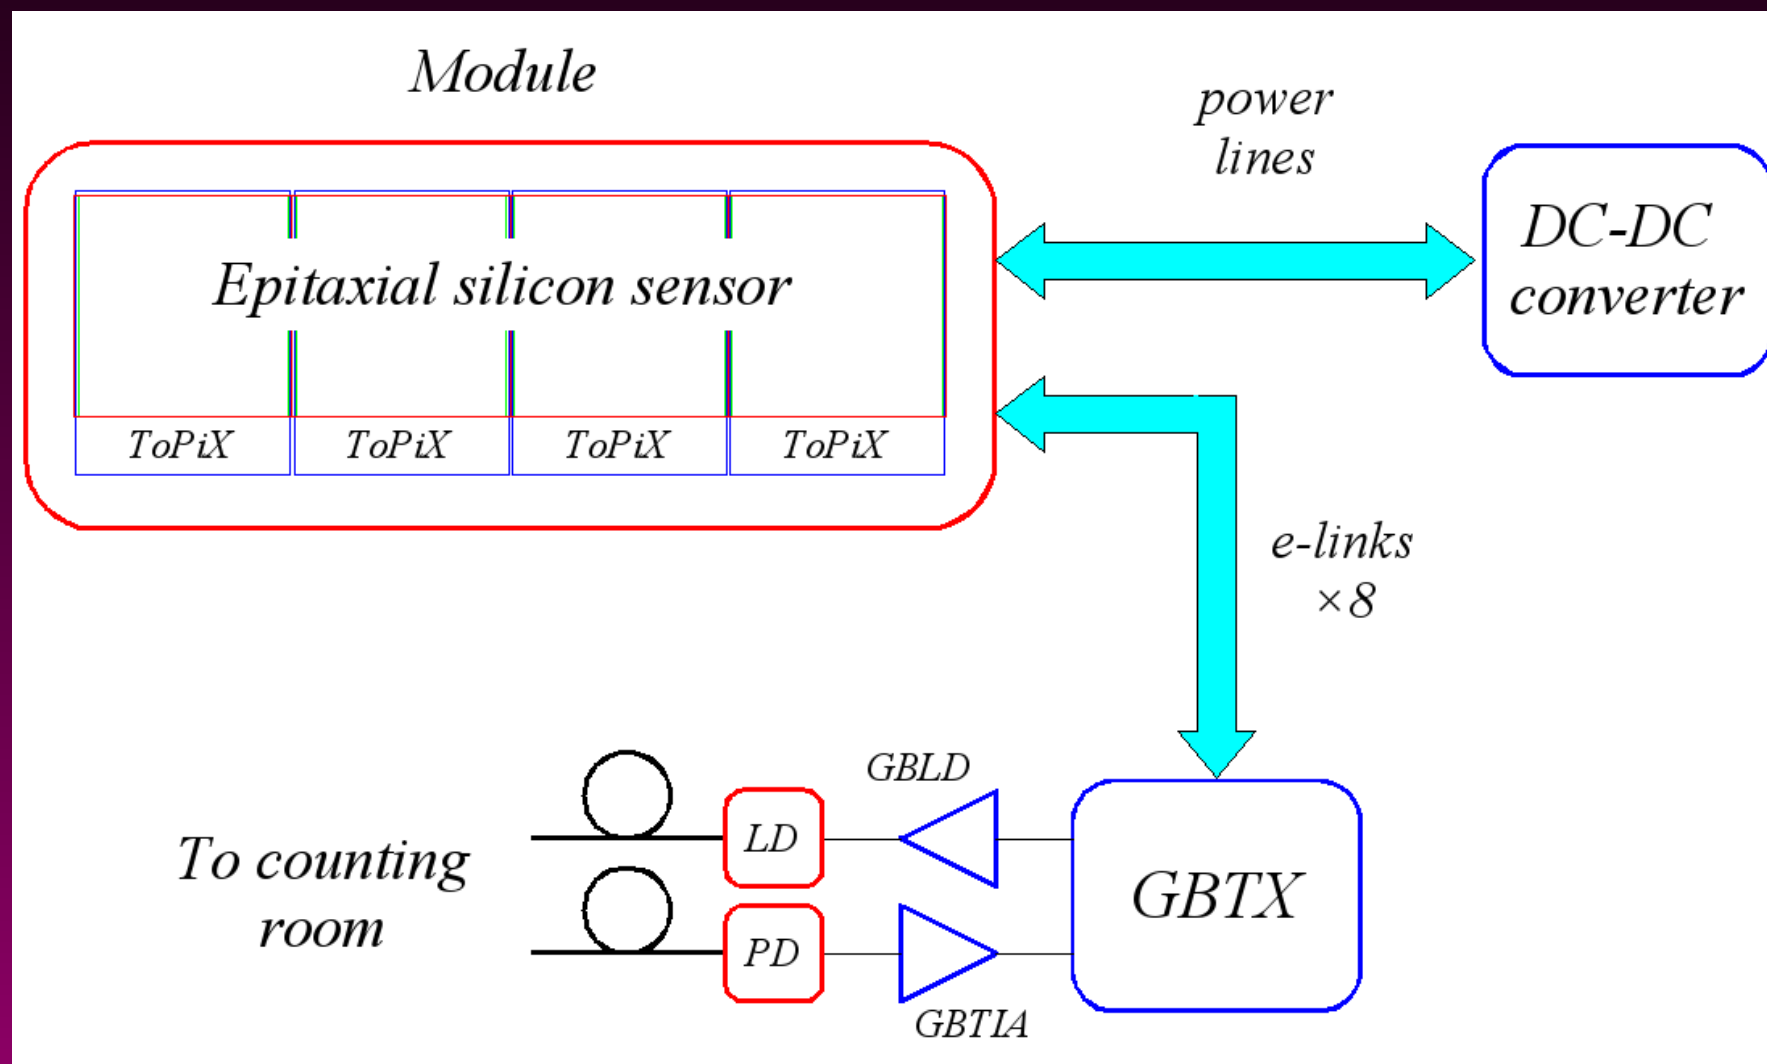 Module
power
lines
DC-DC
converter
Epitaxial silicon sensor
ToPiX
ToPiX
ToPiX
ToPiX
e-links
×8
GBLD
LD
To counting
room
GBTX
PD
GBTIA